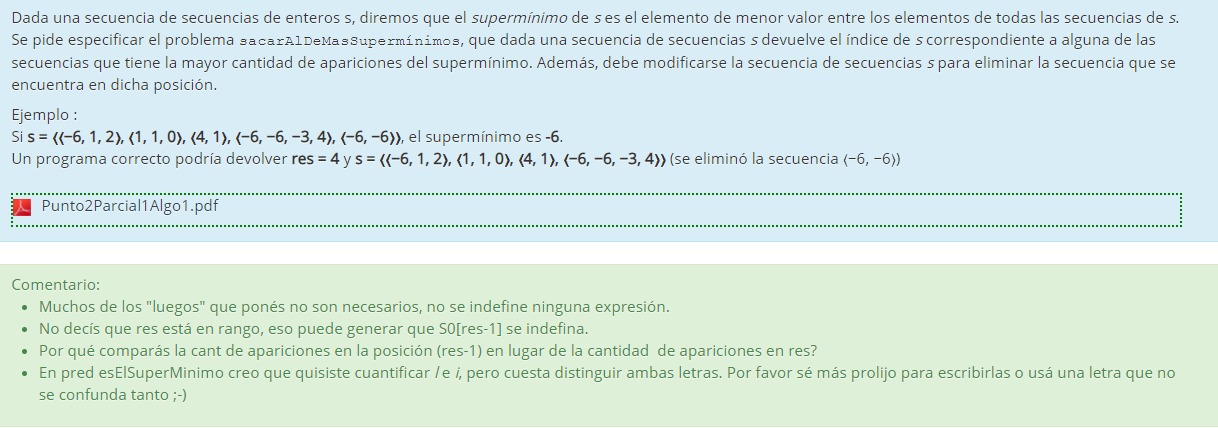 Dada una secuencia de secuencias de enteros s, diremos que el supermínimo de s es el elemento de menor valor entre los elementos de todas las secuencias de s.
Se pide especificar el problema sacarAlDeMasSupermínimos, que dada una secuencia de secuencias s devuelve el índice de s correspondiente a alguna de las
secuencias que tiene la mayor cantidad de apariciones del supermínimo. Además, debe modificarse la secuencia de secuencias s para eliminar la secuencia que se
encuentra en dicha posición.
Ejemplo :
Si s = ⟨⟨−6, 1, 2⟩, ⟨1, 1, 0⟩, ⟨4, 1⟩, ⟨−6, −6, −3, 4⟩, ⟨−6, −6⟩⟩, el supermínimo es -6.
Un programa correcto podría devolver res = 4 y s = ⟨⟨−6, 1, 2⟩, ⟨1, 1, 0⟩, ⟨4, 1⟩, ⟨−6, −6, −3, 4⟩⟩ (se eliminó la secuencia ⟨−6, −6⟩)
Punto2Parcial1Algo1.pdf
Comentario:
• Muchos de los "luegos" que ponés no son necesarios, no se indefine ninguna expresión.
• No decís que res está en rango, eso puede generar que S0[res-1] se indefina.
• Por qué comparás la cant de apariciones en la posición (res-1) en lugar de la cantidad de apariciones en res?
• En pred esElSuperMinimo creo que quisiste cuantificar l e i, pero cuesta distinguir ambas letras. Por favor sé más prolijo para escribirlas o usá una letra que no
se confunda tanto ;-)